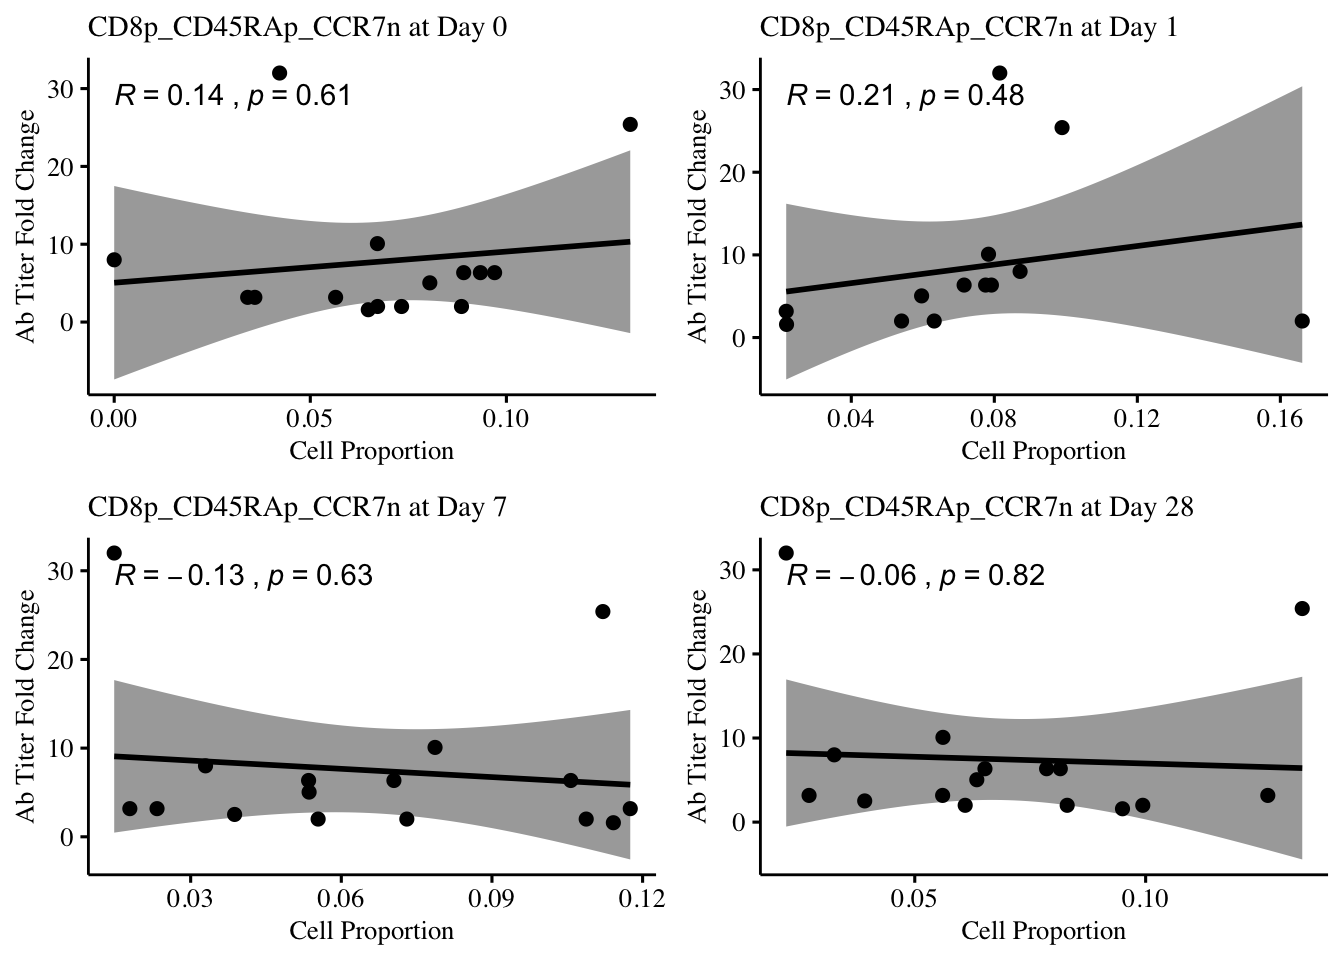 CD8p_CD45RAp_CCR7n at Day 0
R = 0.14 , p = 0.61
Ab Titer Fold Change
30
20
10
0
0.00 0.05 0.10
Cell Proportion
CD8p_CD45RAp_CCR7n at Day 1
R = 0.21 , p = 0.48
Ab Titer Fold Change
30
20
10
0
0.04 0.08 0.12 0.16
Cell Proportion
CD8p_CD45RAp_CCR7n at Day 7
R = −0.13 , p = 0.63
Ab Titer Fold Change
30
20
10
0
0.03 0.06 0.09 0.12
Cell Proportion
CD8p_CD45RAp_CCR7n at Day 28
R = −0.06 , p = 0.82
Ab Titer Fold Change
30
20
10
0
0.05 0.10
Cell Proportion